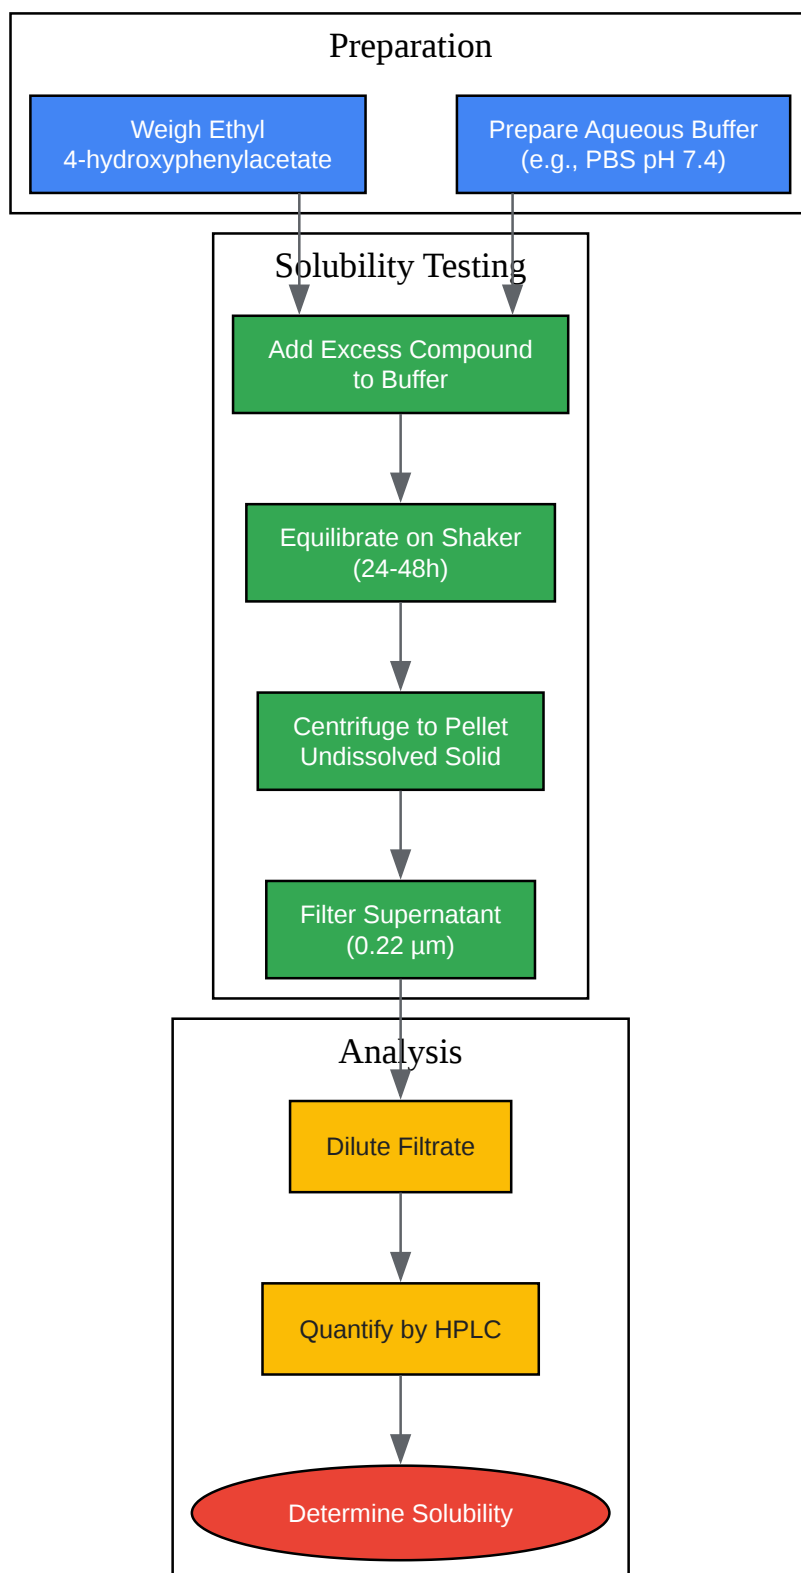 Preparation
Weigh Ethyl
4-hydroxyphenylacetate
Prepare Aqueous Buffer
(e.g., PBS pH 7.4)
Solubility Testing
Add Excess Compound
to Buffer
Equilibrate on Shaker
(24-48h)
Centrifuge to Pellet
Undissolved Solid
Filter Supernatant
(0.22 µm)
Analysis
Dilute Filtrate
Quantify by HPLC
Determine Solubility